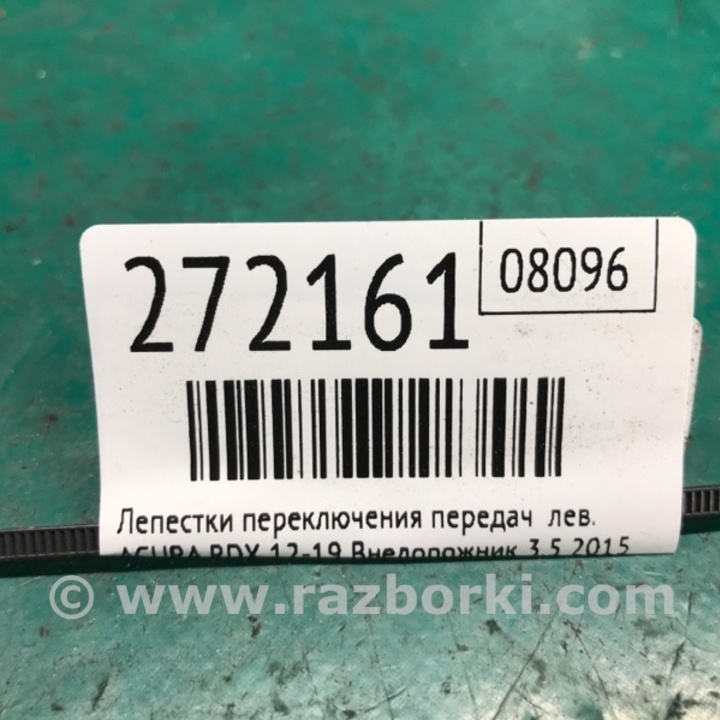 272161
08096
Лепестки переключения передач лев.
ACURA RDX 12-19 Внедорожник 3.5 2015
© www.razborki.com